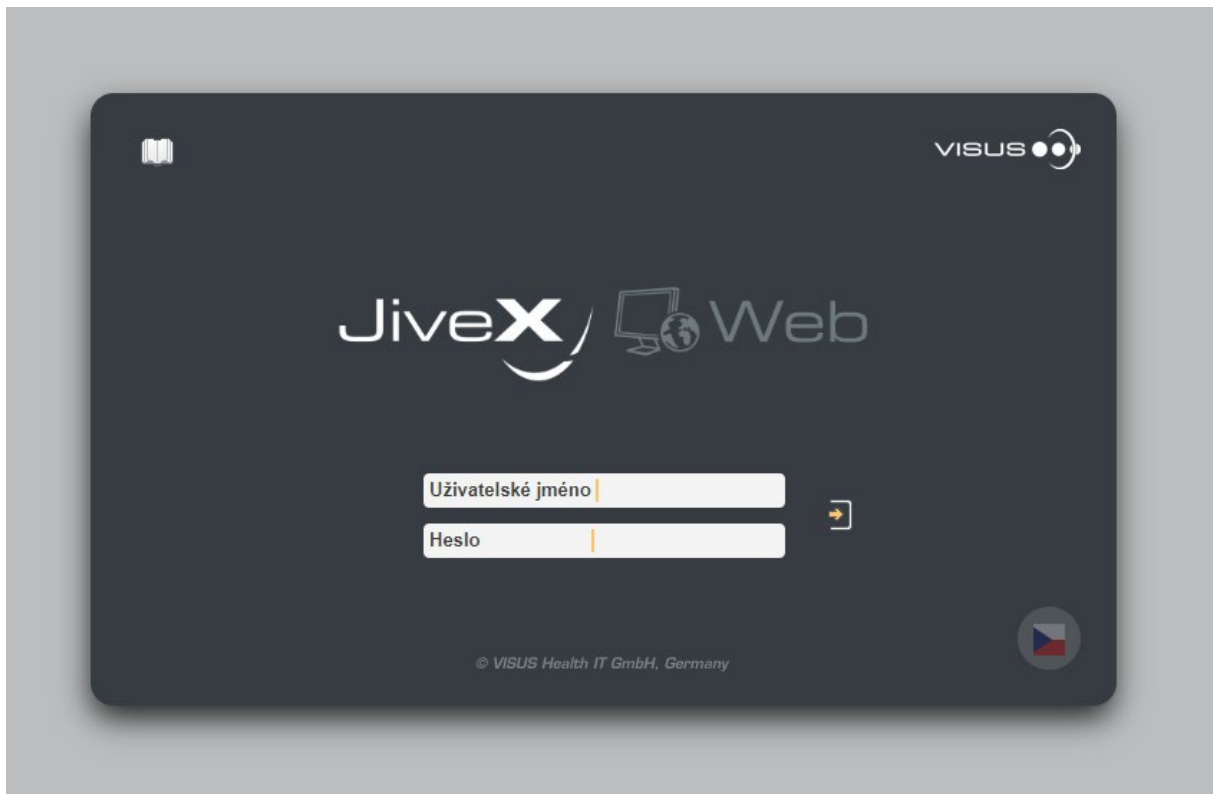 VISUS
JiveX Web
Uživatelské jméno
Heslo
© VISUS Health IT GmbH, Germany